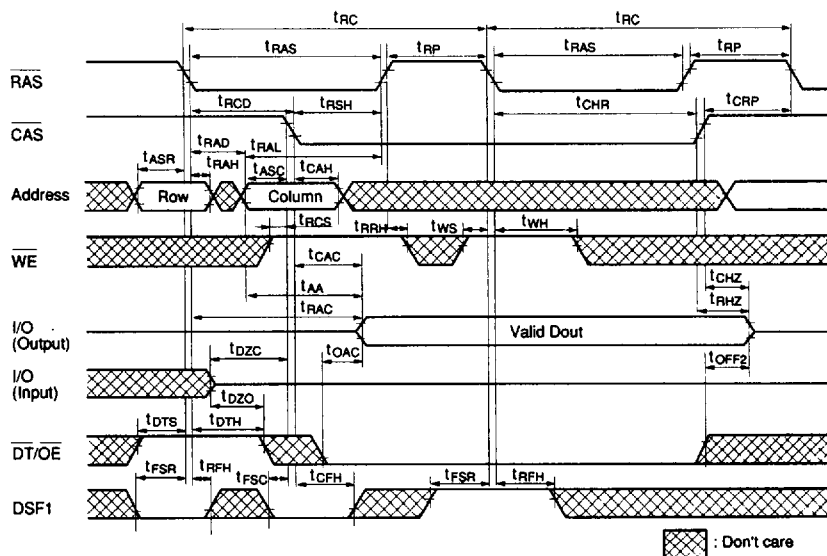 tRC tRC
tRAS tRP tRAS tRP
RAS
tRCD tRSH tCHR tCRP
CAS
tRAD tRAL
tASR tRAH tASC tCAH
Address Row Column
tRCS tRRH tWS tWH
WE
tCAC tCHZ
tAA tRHZ
tRAC
I/O
(Output) Valid Dout
tDZC tOAC tOFF2
I/O
(Input)
tDZO
tDTS tDTH
DT/OE
tFSR tRFH tFSC tCFH tFSR tRFH
DSF1
: Don't care